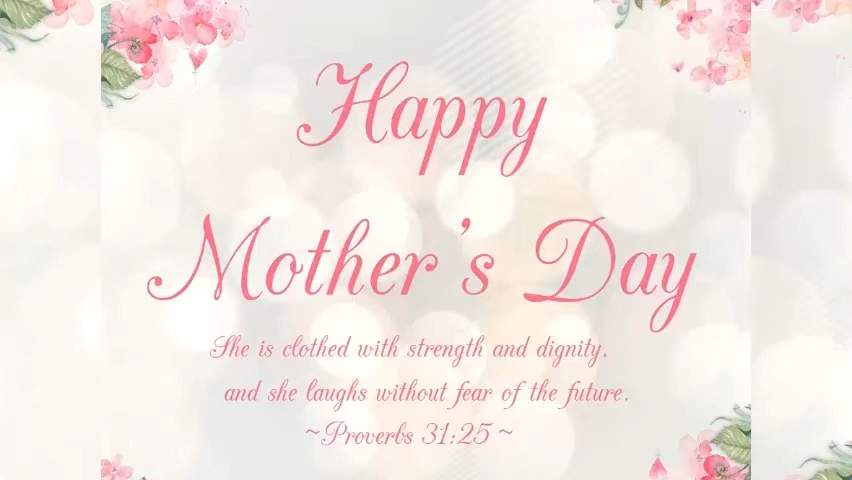 Happy
Mother's Day
She is clothed with strength and dignity,
and she laughs without fear of the future.
~Proverbs 31:25~